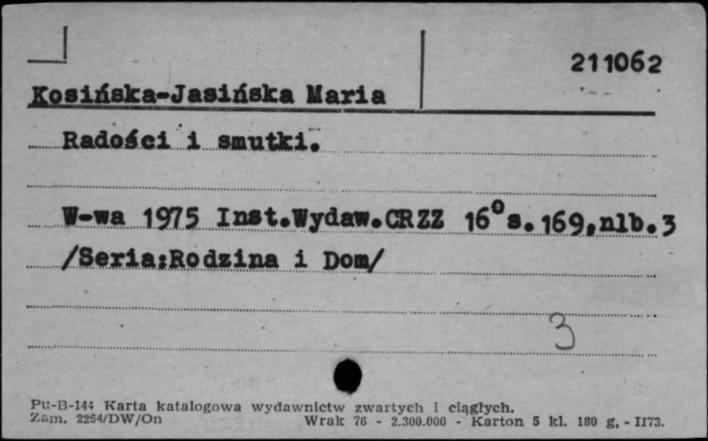 211062
Kosińska-Jasińska Maria
Radości i smutki.
W-wa 1975 Inst.Wydaw.CRZZ 16° s.169,nlb.3
/Seria:Rodzina i Dom/
3
Pu-B-144 Karta katalogowa wydawnictw zwartych i ciągłych.
Zam. 2254/DW/On Wrak 76 - 2.300.000 - Karton 5 kl. 180 g, - II73.